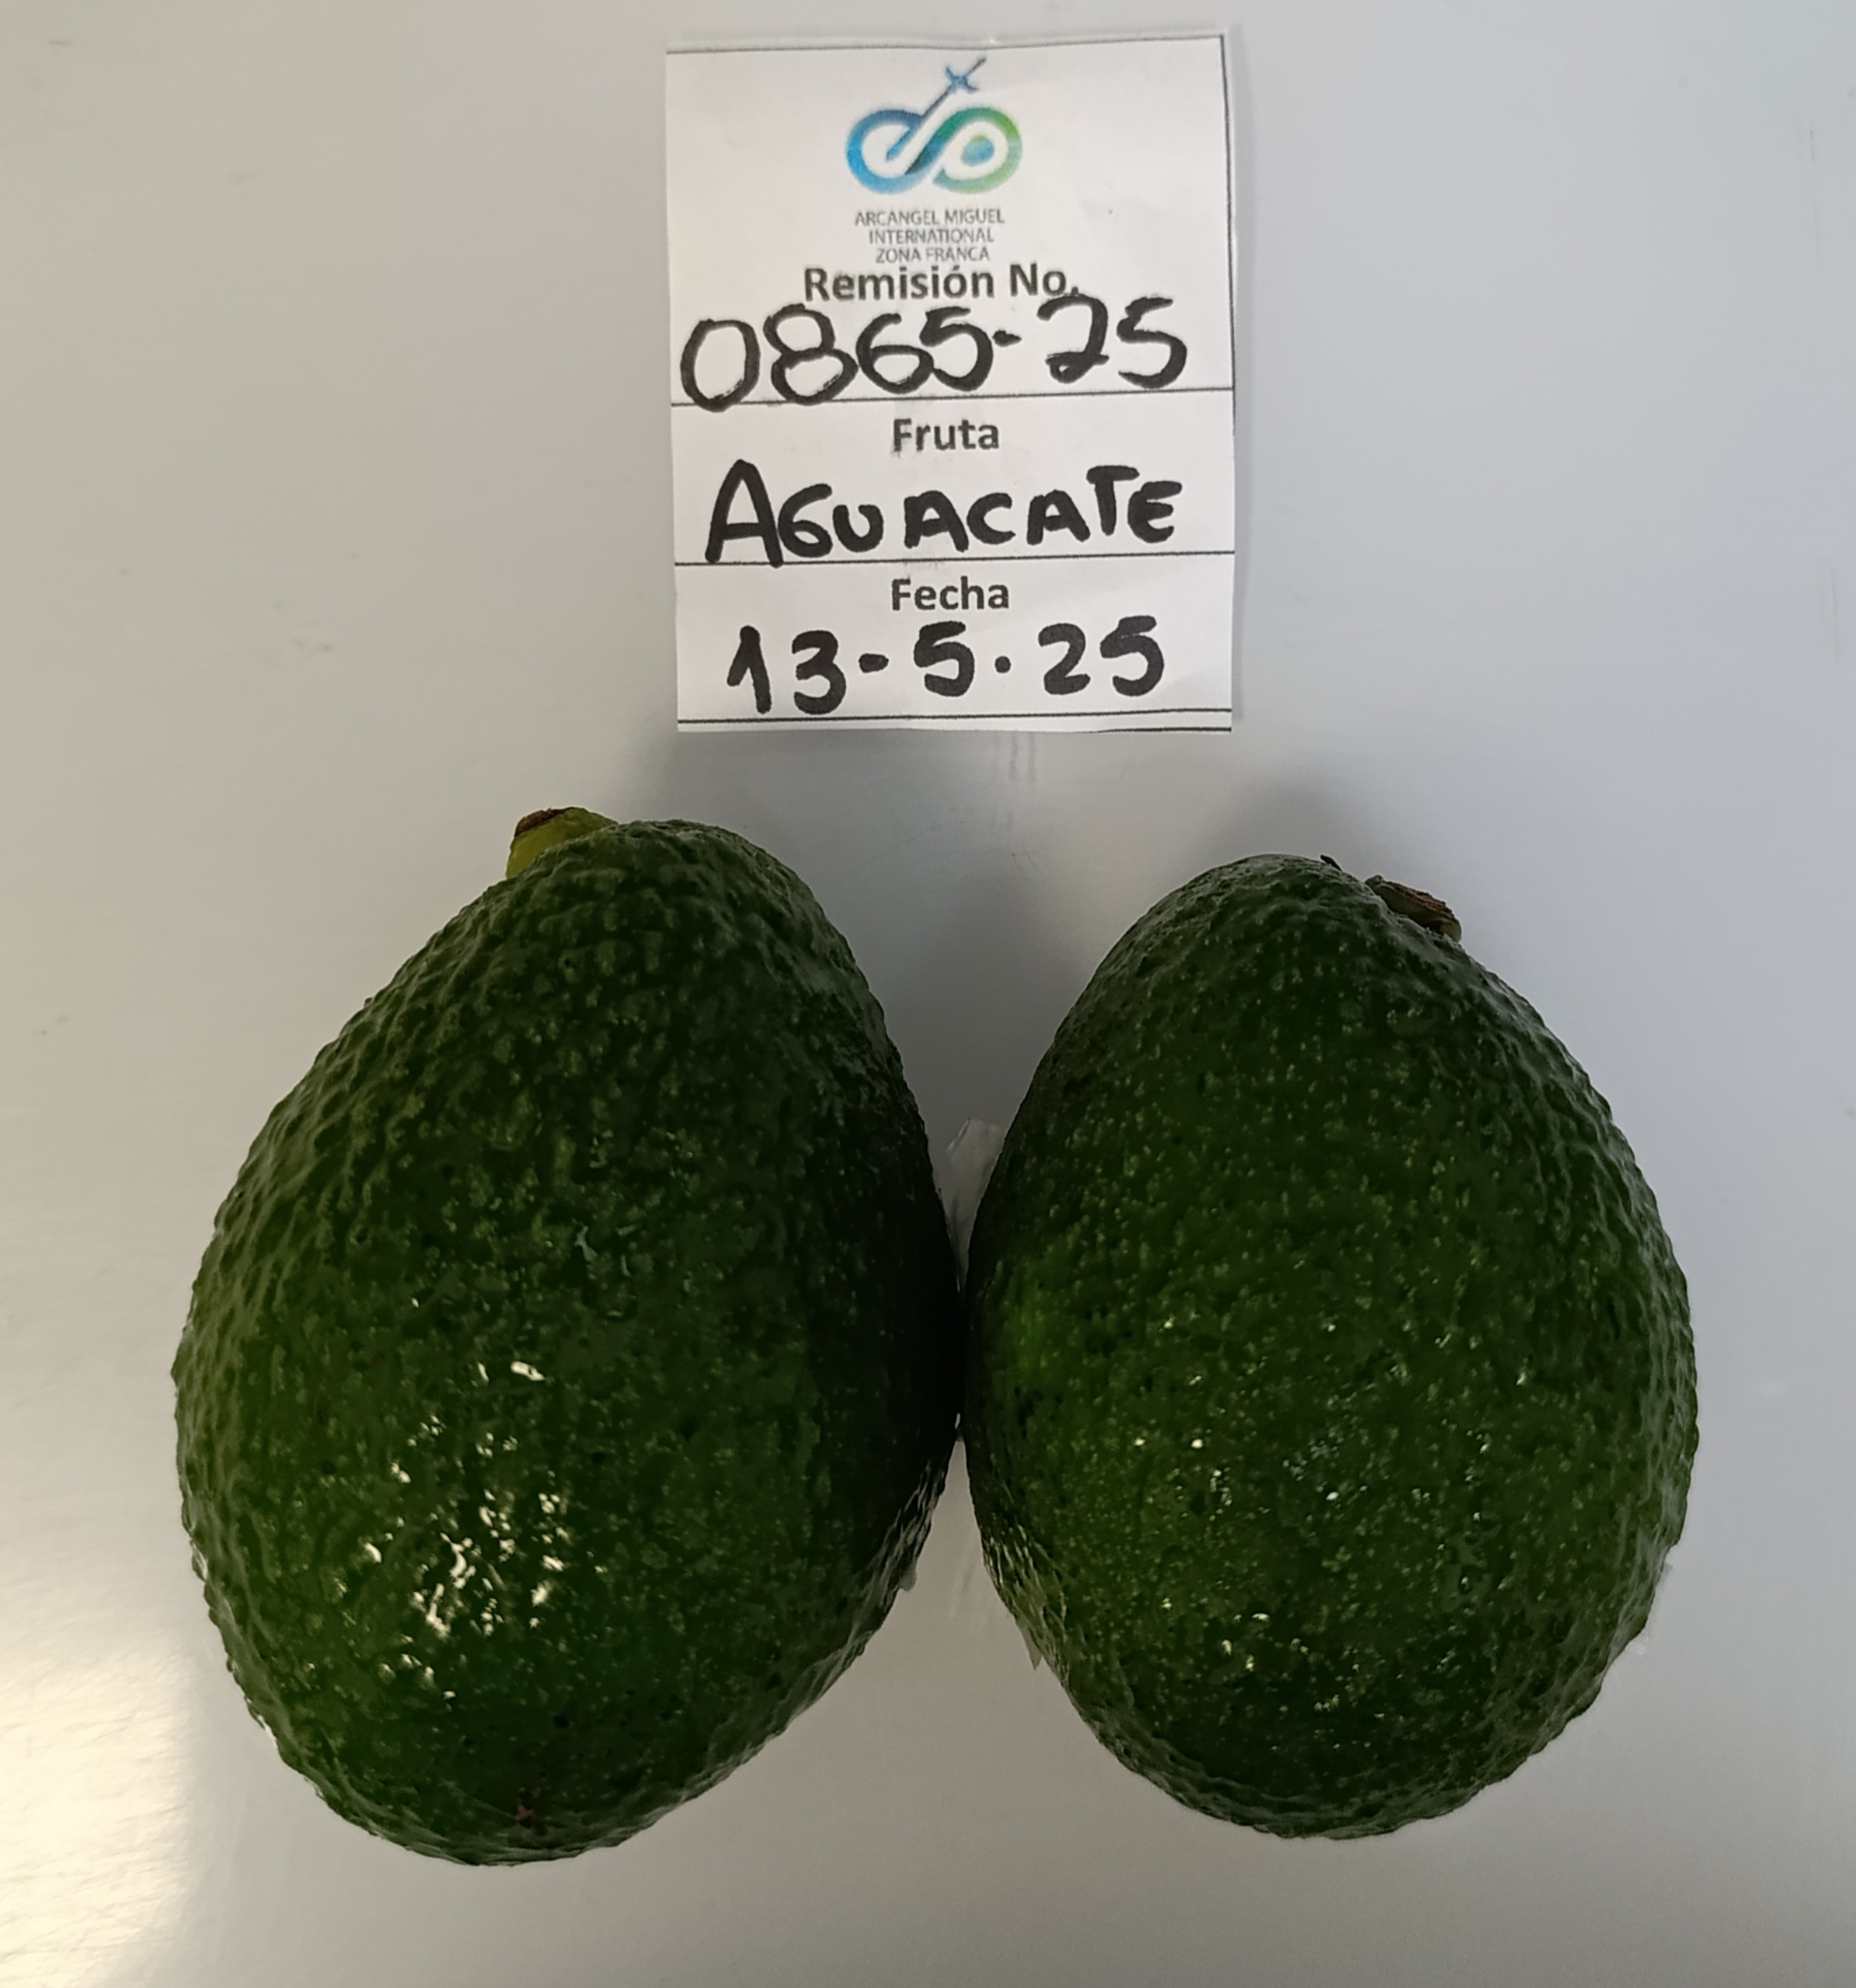 ARCANGEL MIGUEL
INTERNATIONAL
ZONA FRANCA
Remisión No.
0865-25
Fruta
AGUACATE
Fecha
13-5.25